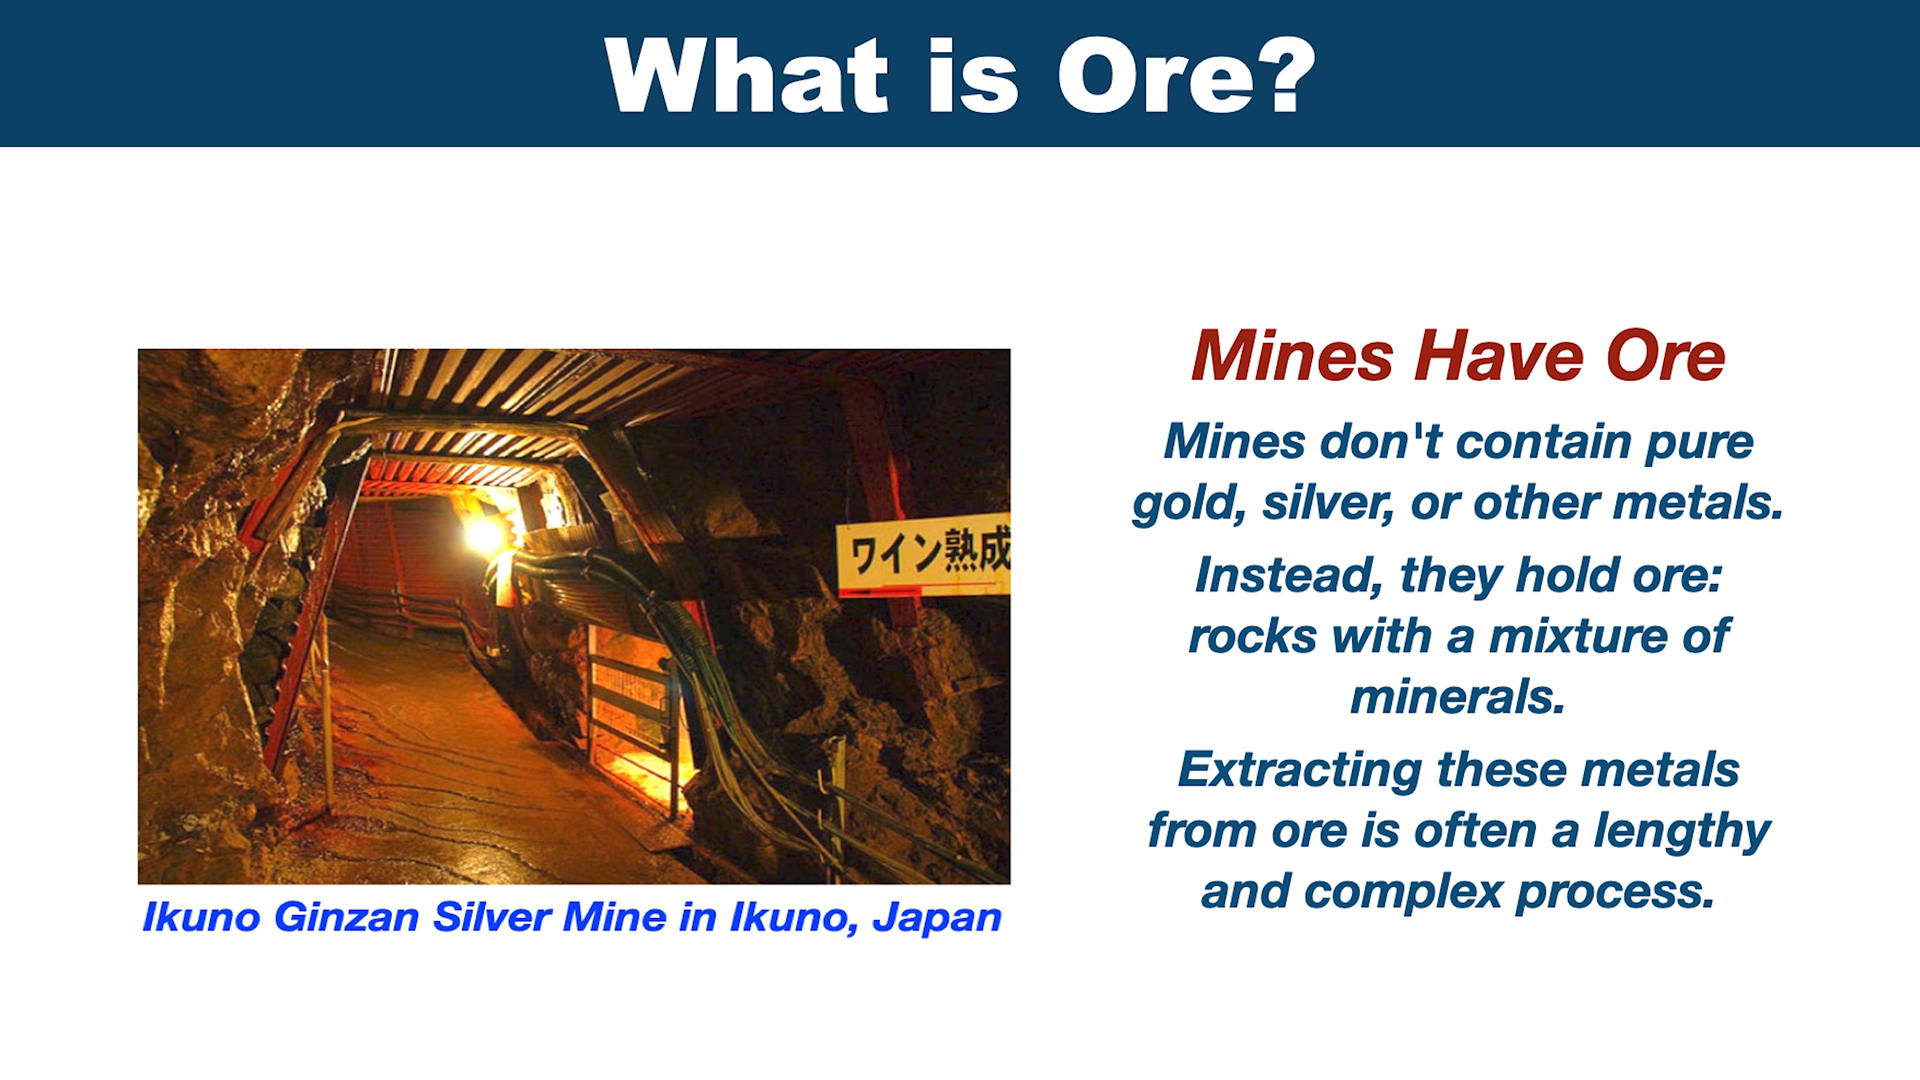 What is Ore?
ワイン熟成
Ikuno Ginzan Silver Mine in Ikuno, Japan
Mines Have Ore
Mines don't contain pure
gold, silver, or other metals.
Instead, they hold ore:
rocks with a mixture of
minerals.
Extracting these metals
from ore is often a lengthy
and complex process.